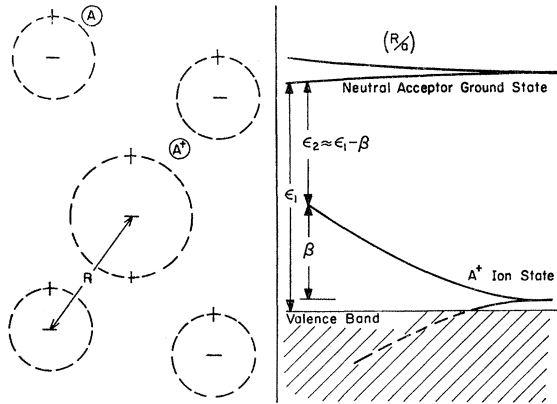 A
A⁺
R
(R/a)
Neutral Acceptor Ground State
ϵ₂≈ϵ₁-β
ϵ₁
β
A⁺ Ion State
Valence Band